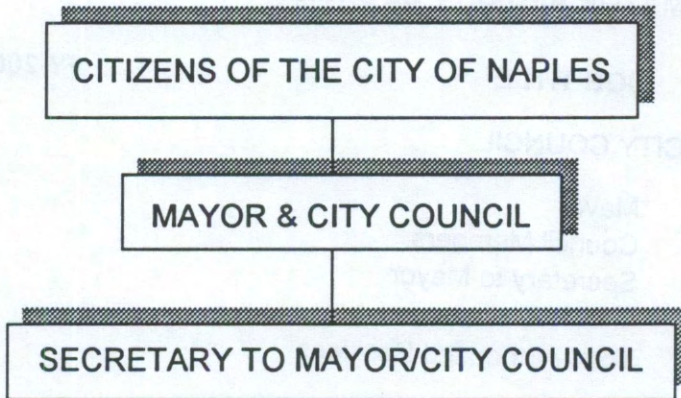 CITIZENS OF THE CITY OF NAPLES
MAYOR & CITY COUNCIL
SECRETARY TO MAYOR/CITY COUNCIL